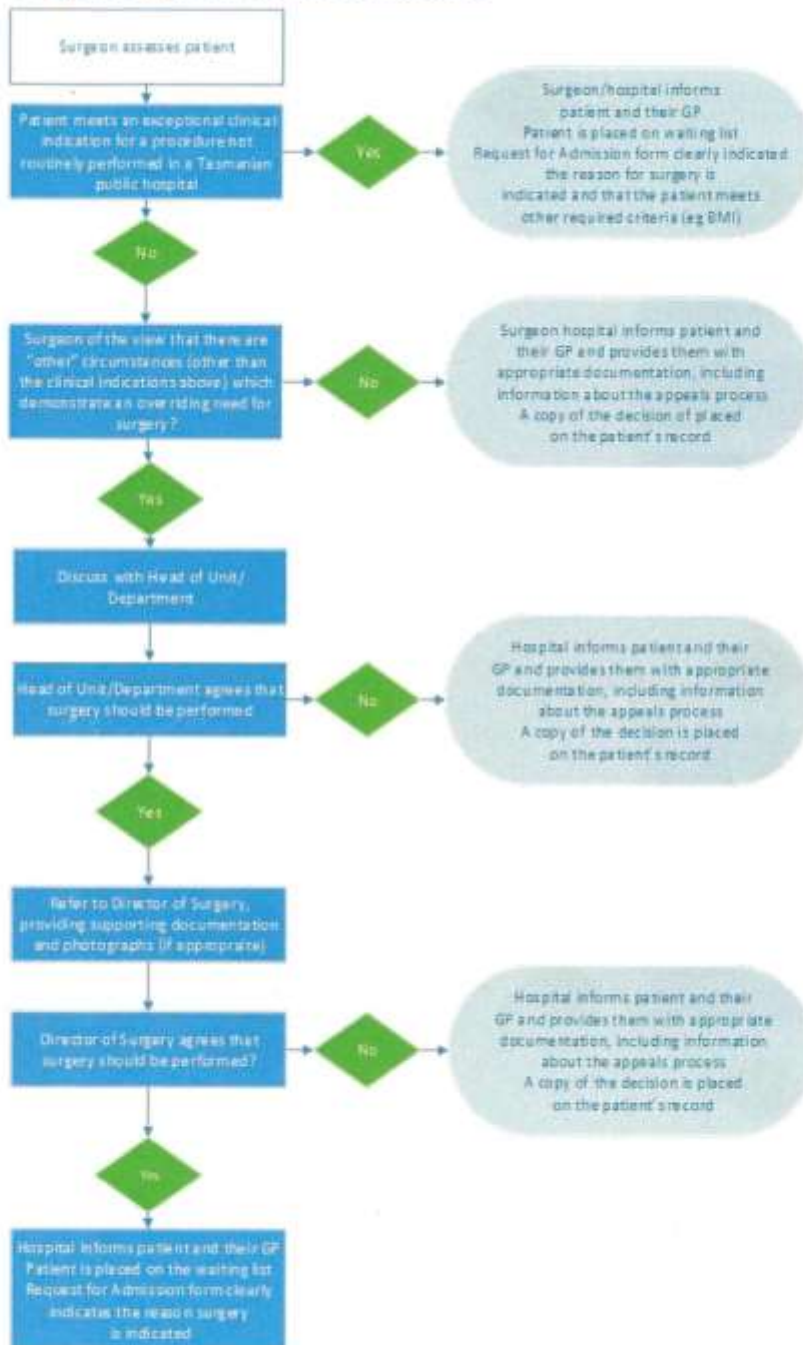 Surgeon assesses patient
Patient meets an exceptional clinical
indication for a procedure not
routinely performed in a Tasmanian
public hospital
Yes
Surgeon/hospital informs
patient and their GP
Patient is placed on waiting list
Request for Admission form clearly indicated
the reason for surgery is
indicated and that the patient meets
other required criteria (eg BMI)
No
Surgeon of the view that there are
"other" circumstances (other than
the clinical indications above) which
demonstrate an overriding need for
surgery?
No
Surgeon hospital informs patient and
their GP and provides them with
appropriate documentation, including
information about the appeals process
A copy of the decision of placed
on the patient's record
Yes
Discuss with Head of Unit/
Department
Head of Unit/Department agrees that
surgery should be performed
No
Hospital informs patient and their
GP and provides them with appropriate
documentation, including information
about the appeals process
A copy of the decision is placed
on the patient's record
Yes
Refer to Director of Surgery,
providing supporting documentation
and photographs (if appropraite)
Director of Surgery agrees that
surgery should be performed?
No
Hospital informs patient and their
GP and provides them with appropriate
documentation, including information
about the appeals process
A copy of the decision is placed
on the patient's record
Yes
Hospital informs patient and their GP
Patient is placed on the waiting list
Request for Admission form clearly
indicates the reason surgery
is indicated